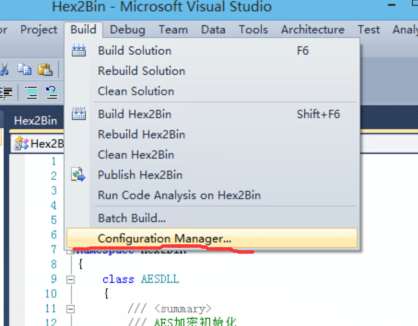 Hex2Bin - Microsoft Visual Studio
Project Build Debug Team Data Tools Architecture Test
Build Solution F6
Rebuild Solution
Clean Solution
Build Hex2Bin Shift+F6
Rebuild Hex2Bin
Clean Hex2Bin
Publish Hex2Bin
Run Code Analysis on Hex2Bin
Batch Build...
Configuration Manager...
Hex2Bin
Hex2B
1
2
3
4
5
6
7 namespace Hex2Bin
8 {
9 class AESDLL
10 {
11 /// <summary>
12 /// AES加密初始化